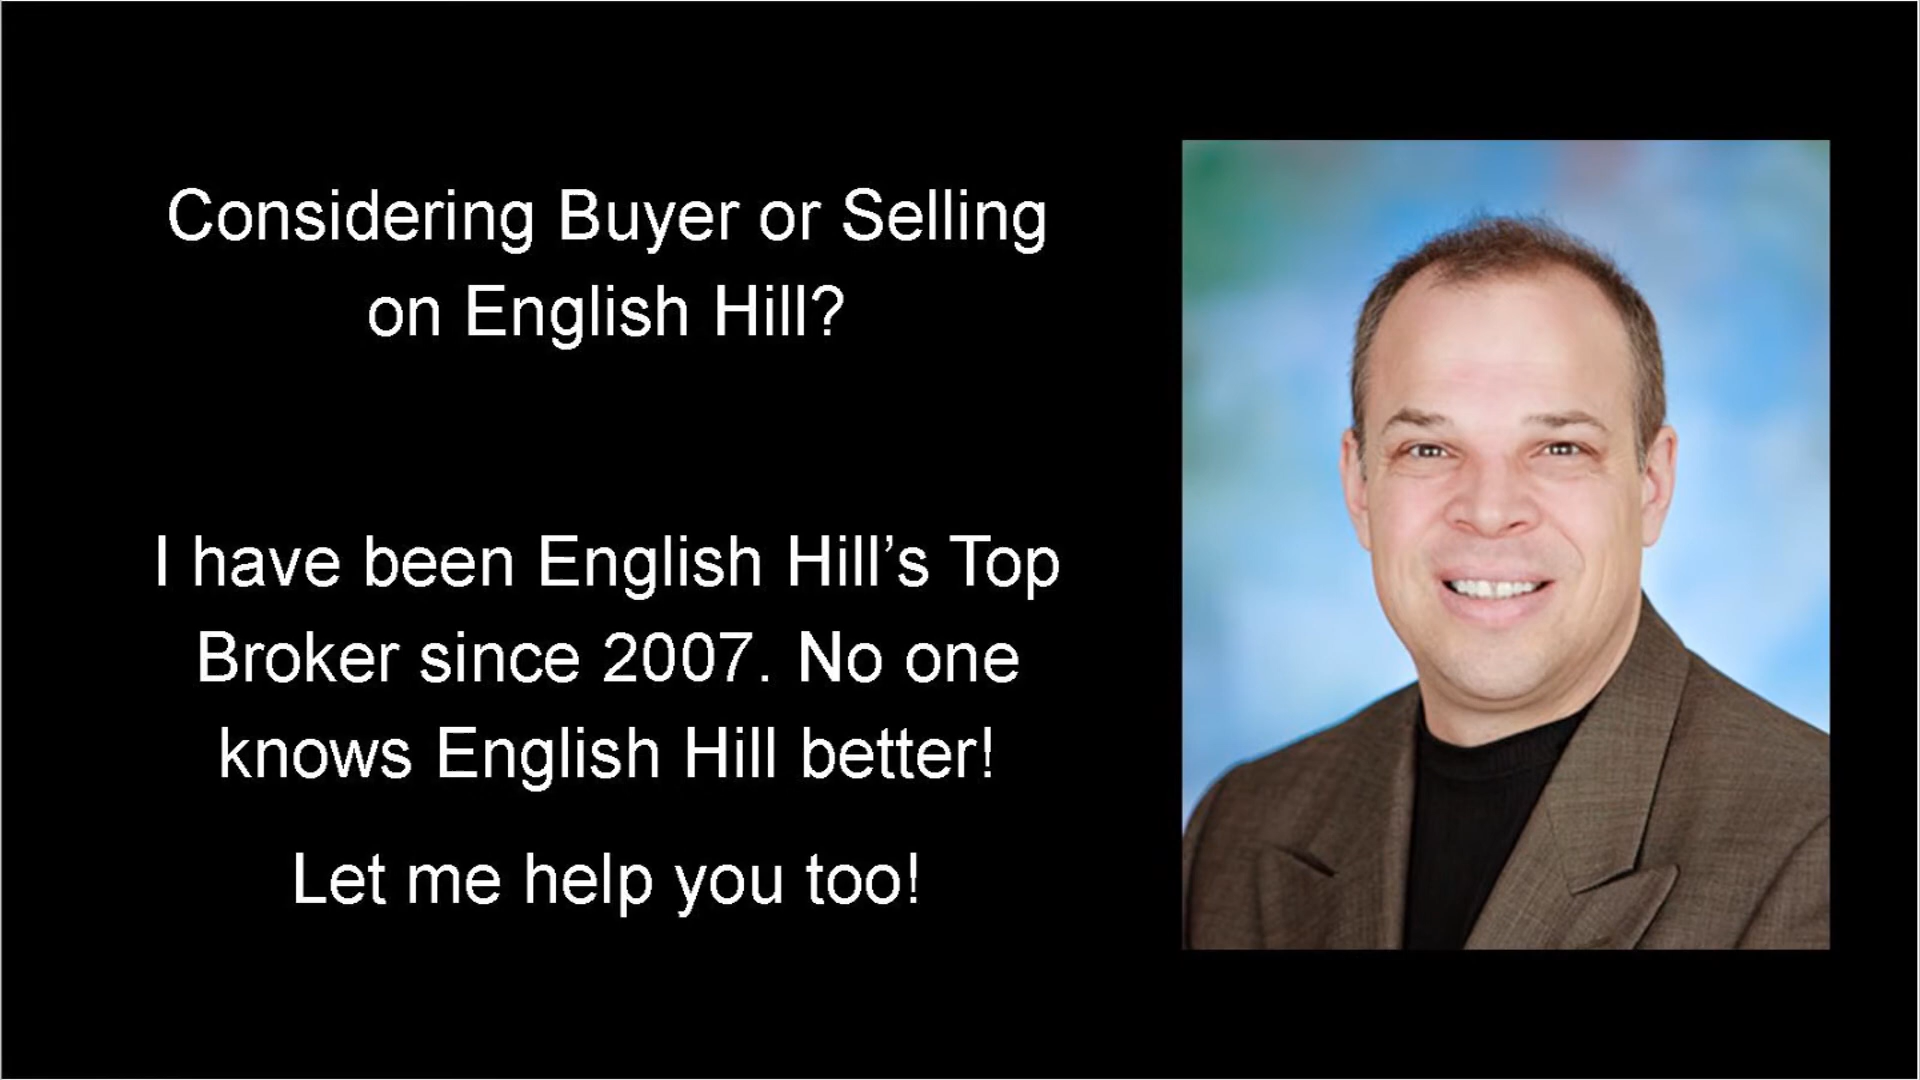 Considering Buyer or Selling
on English Hill?
I have been English Hill’s Top
Broker since 2007. No one
knows English Hill better!
Let me help you too!